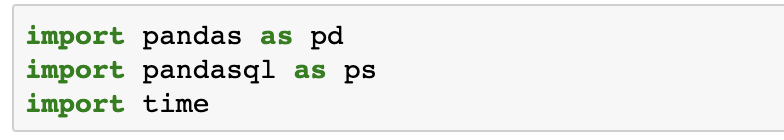 import pandas as pd
import pandasql as ps
import time